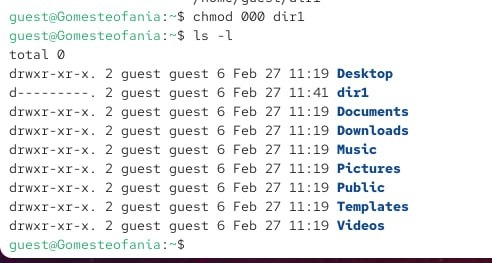 guest@Gomesteofania:~$ chmod 000 dir1
guest@Gomesteofania:~$ ls -l
total 0
drwxr-xr-x. 2 guest guest 6 Feb 27 11:19 Desktop
d---------. 2 guest guest 6 Feb 27 11:41 dir1
drwxr-xr-x. 2 guest guest 6 Feb 27 11:19 Documents
drwxr-xr-x. 2 guest guest 6 Feb 27 11:19 Downloads
drwxr-xr-x. 2 guest guest 6 Feb 27 11:19 Music
drwxr-xr-x. 2 guest guest 6 Feb 27 11:19 Pictures
drwxr-xr-x. 2 guest guest 6 Feb 27 11:19 Public
drwxr-xr-x. 2 guest guest 6 Feb 27 11:19 Templates
drwxr-xr-x. 2 guest guest 6 Feb 27 11:19 Videos
guest@Gomesteofania:~$